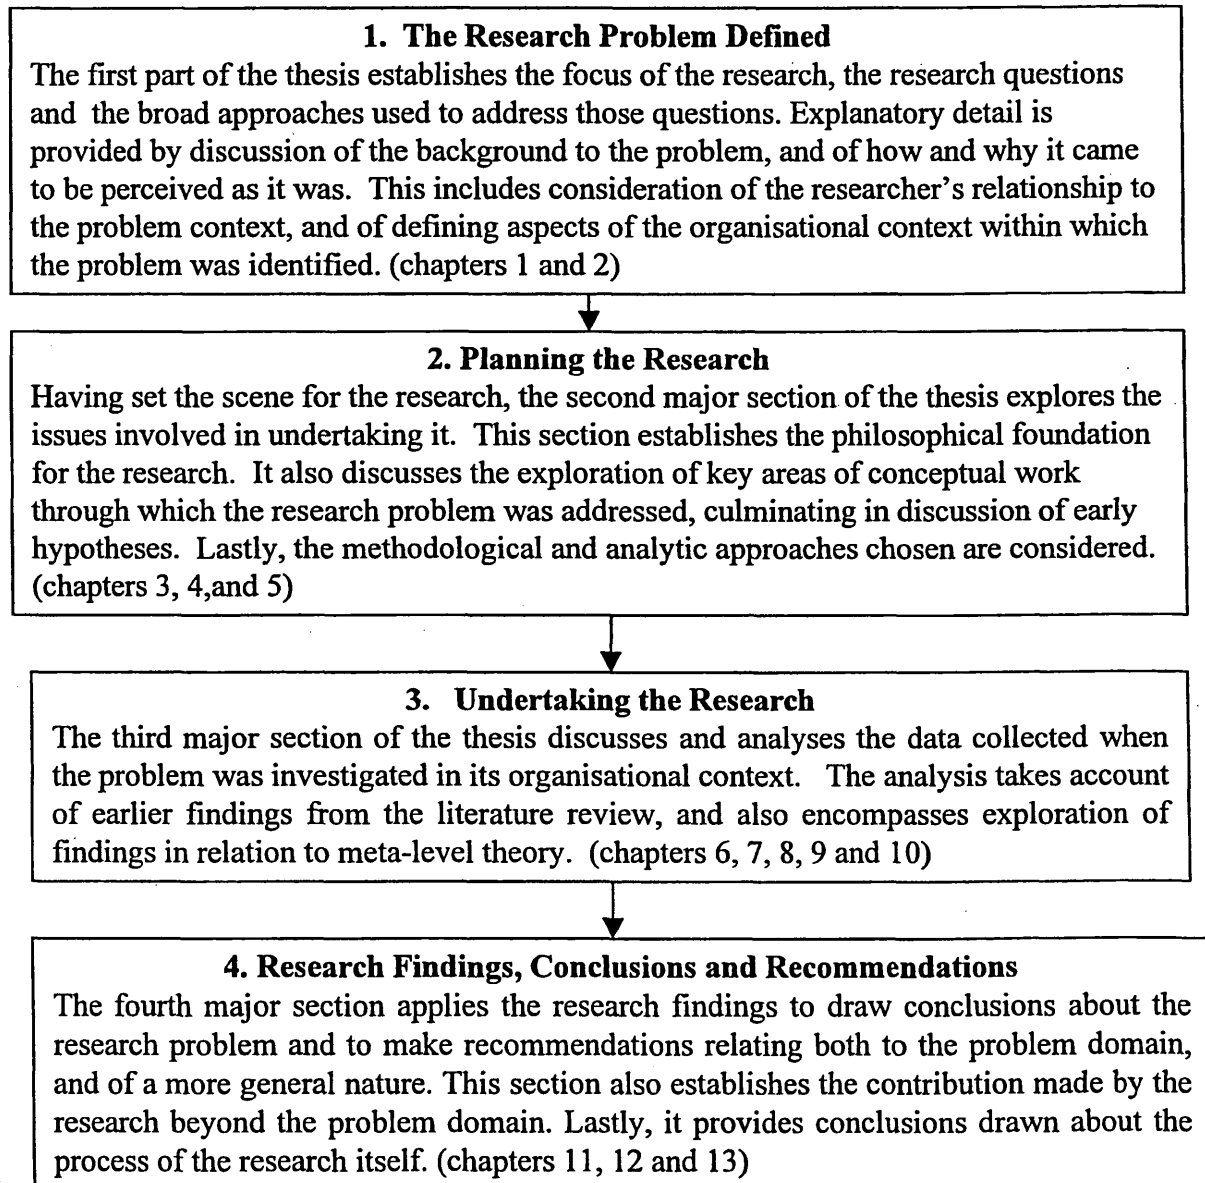 1. The Research Problem Defined
The first part of the thesis establishes the focus of the research, the research questions
and the broad approaches used to address those questions. Explanatory detail is
provided by discussion of the background to the problem, and of how and why it came
to be perceived as it was. This includes consideration of the researcher's relationship to
the problem context, and of defining aspects of the organisational context within which
the problem was identified. (chapters 1 and 2)
2. Planning the Research
Having set the scene for the research, the second major section of the thesis explores the
issues involved in undertaking it. This section establishes the philosophical foundation
for the research. It also discusses the exploration of key areas of conceptual work
through which the research problem was addressed, culminating in discussion of early
hypotheses. Lastly, the methodological and analytic approaches chosen are considered.
(chapters 3, 4,and 5)
3. Undertaking the Research
The third major section of the thesis discusses and analyses the data collected when
the problem was investigated in its organisational context. The analysis takes account
of earlier findings from the literature review, and also encompasses exploration of
findings in relation to meta-level theory. (chapters 6, 7, 8, 9 and 10)
4. Research Findings, Conclusions and Recommendations
The fourth major section applies the research findings to draw conclusions about the
research problem and to make recommendations relating both to the problem domain,
and of a more general nature. This section also establishes the contribution made by the
research beyond the problem domain. Lastly, it provides conclusions drawn about the
process of the research itself. (chapters 11, 12 and 13)